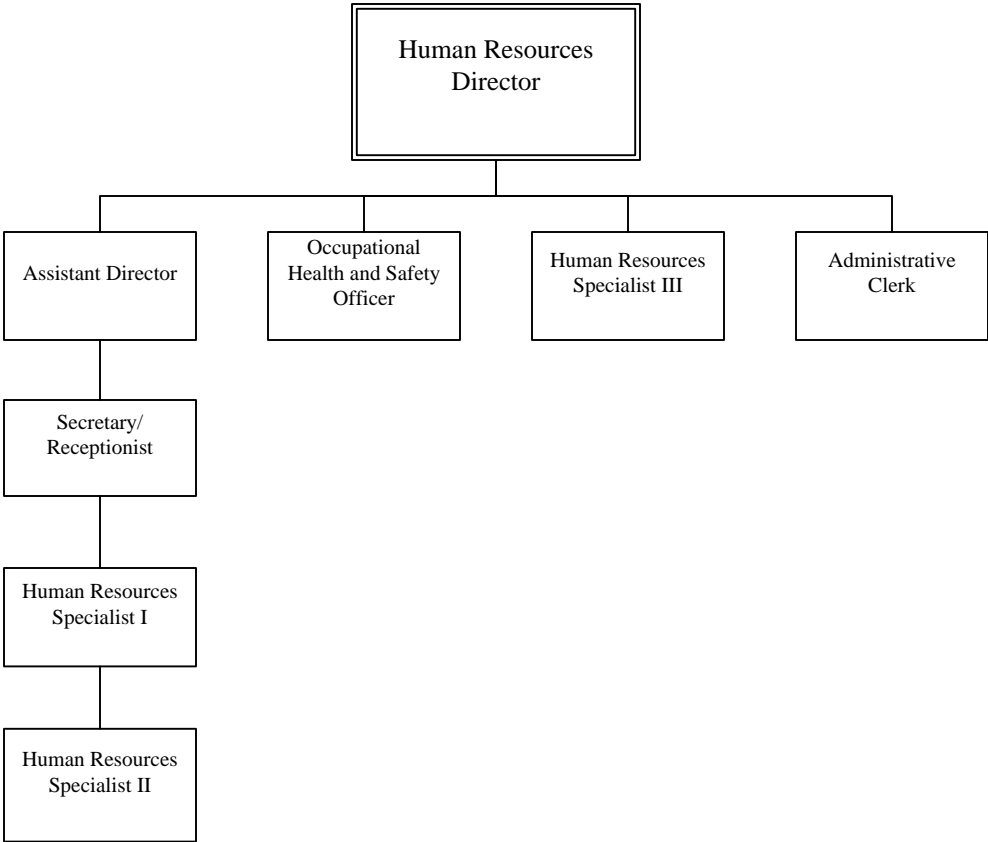 Human Resources
Director
Assistant Director
Occupational
Health and Safety
Officer
Human Resources
Specialist III
Administrative
Clerk
Secretary/
Receptionist
Human Resources
Specialist I
Human Resources
Specialist II